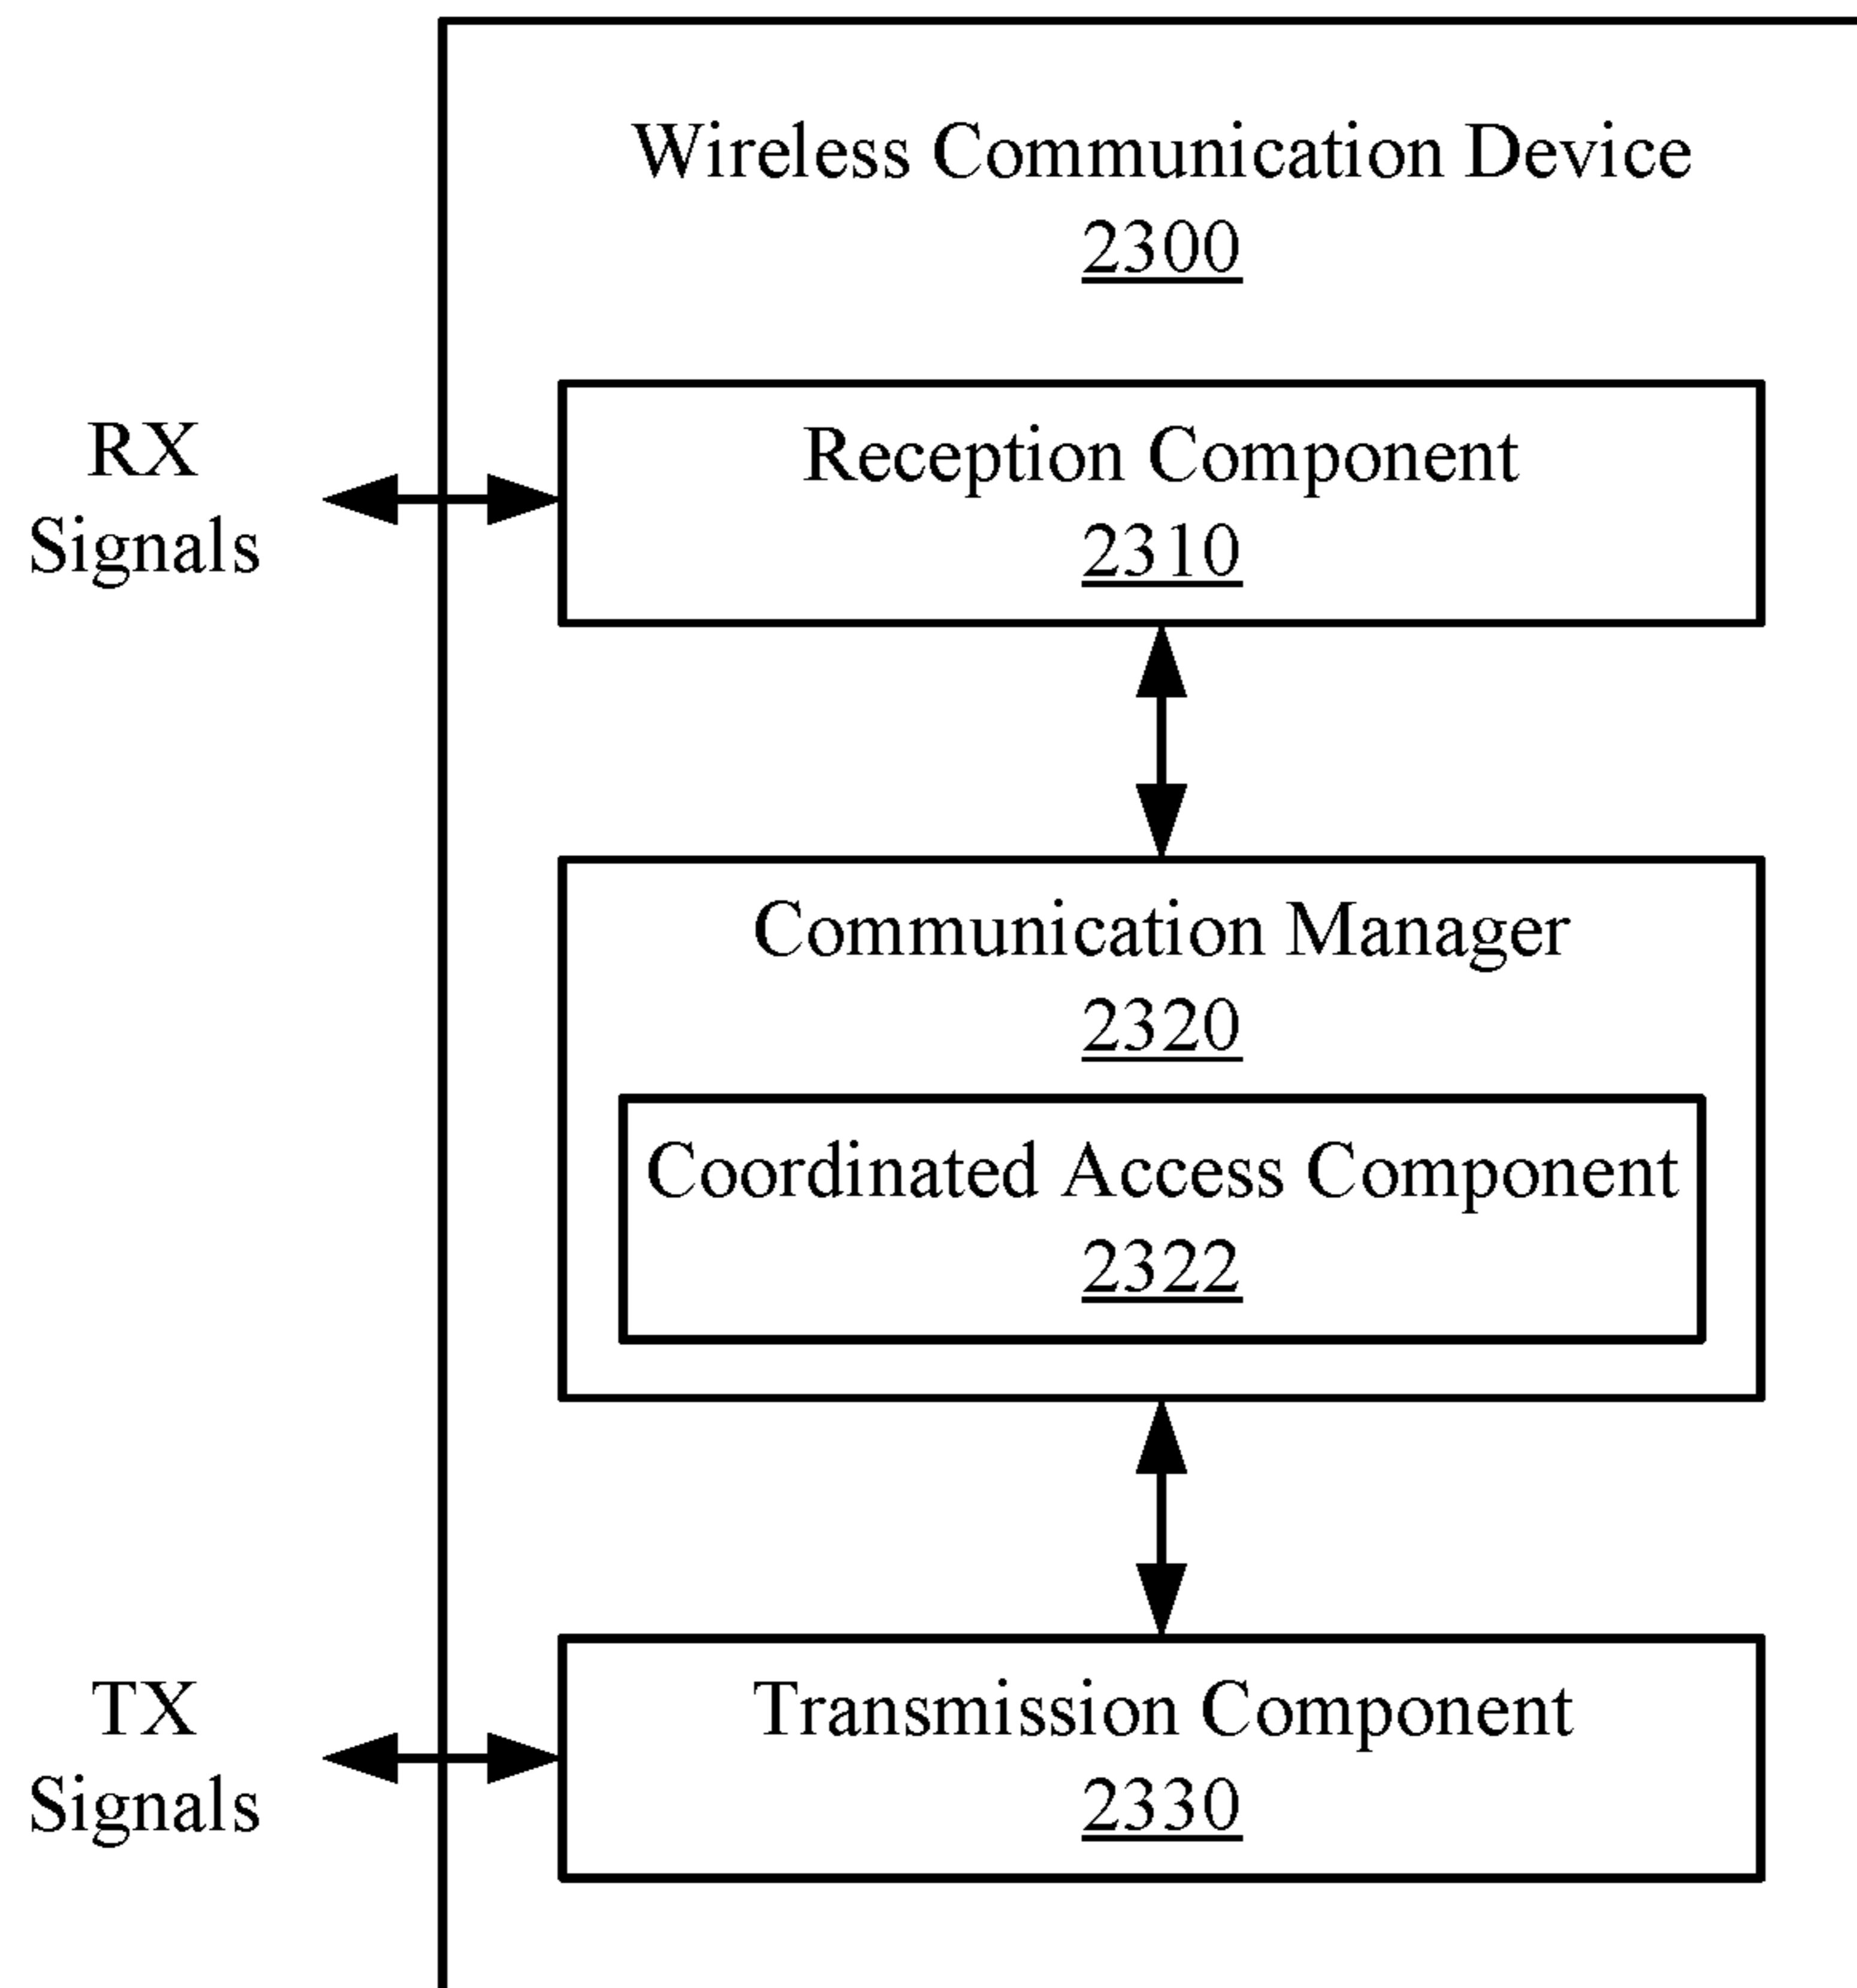 Wireless Communication Device
2300
RX
Signals
Reception Component
2310
Communication Manager
2320
Coordinated Access Component
2322
TX
Signals
Transmission Component
2330